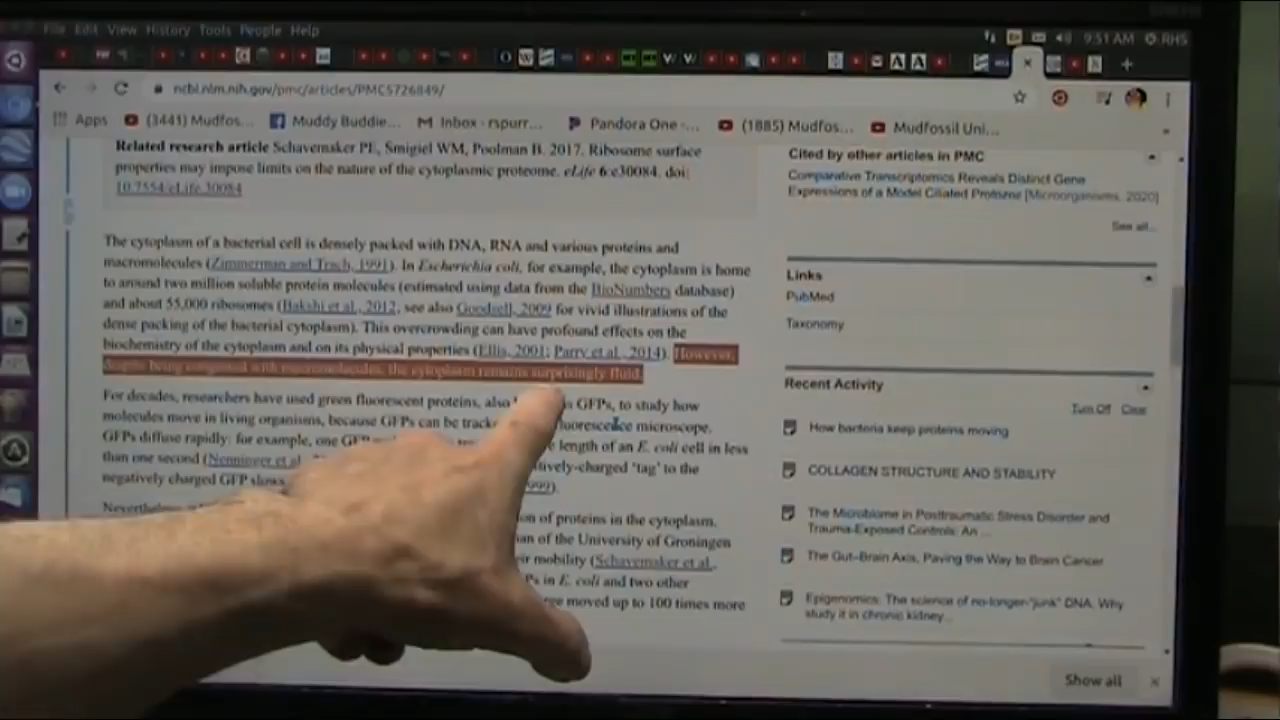 File Edit View History Tools People Help
9:51 AM RHS
ncbi.nlm.nih.gov/pmc/articles/PMC5726849/
Apps (3441) Mudfos... Muddy Buddie... Inbox - rspurr... Pandora One -... (1885) Mudfos... Mudfossil Uni...
Related research article Schavemaker PE, Smigiel WM, Poolman B. 2017. Ribosome surface
properties may impose limits on the nature of the cytoplasmic proteome. eLife 6:e30084. doi:
10.7554/eLife.30084
The cytoplasm of a bacterial cell is densely packed with DNA, RNA and various proteins and
macromolecules (Zimmerman and Trach, 1991). In Escherichia coli, for example, the cytoplasm is home
to around two million soluble protein molecules (estimated using data from the BioNumbers database)
and about 55,000 ribosomes (Bakshi et al., 2012, see also Goodsell, 2009 for vivid illustrations of the
dense packing of the bacterial cytoplasm). This overcrowding can have profound effects on the
biochemistry of the cytoplasm and on its physical properties (Ellis, 2001; Parry et al., 2014). However,
despite being congested with macromolecules, the cytoplasm remains surprisingly fluid.
For decades, researchers have used green fluorescent proteins, also GFPs, to study how
molecules move in living organisms, because GFPs can be track fluorescence microscope.
GFPs diffuse rapidly: for example, one GFP length of an E. coli cell in less
than one second (Nenninger et al. tively-charged 'tag' to the
negatively charged GFP slows 1999).
Nevertheless
on of proteins in the cytoplasm.
an of the University of Groningen
ir mobility (Schavemaker et al.,
Ps in E. coli and two other
rge moved up to 100 times more
Cited by other articles in PMC
Comparative Transcriptomics Reveals Distinct Gene
Expressions of a Model Ciliated Protozoa [Microorganisms. 2020]
See all...
Links
PubMed
Taxonomy
Recent Activity
Turn Off Clear
How bacteria keep proteins moving
COLLAGEN STRUCTURE AND STABILITY
The Microbiome in Posttraumatic Stress Disorder and
Trauma-Exposed Controls: An ...
The Gut–Brain Axis, Paving the Way to Brain Cancer
Epigenomics: The science of no-longer-"junk" DNA. Why
study it in chronic kidney...
Show all